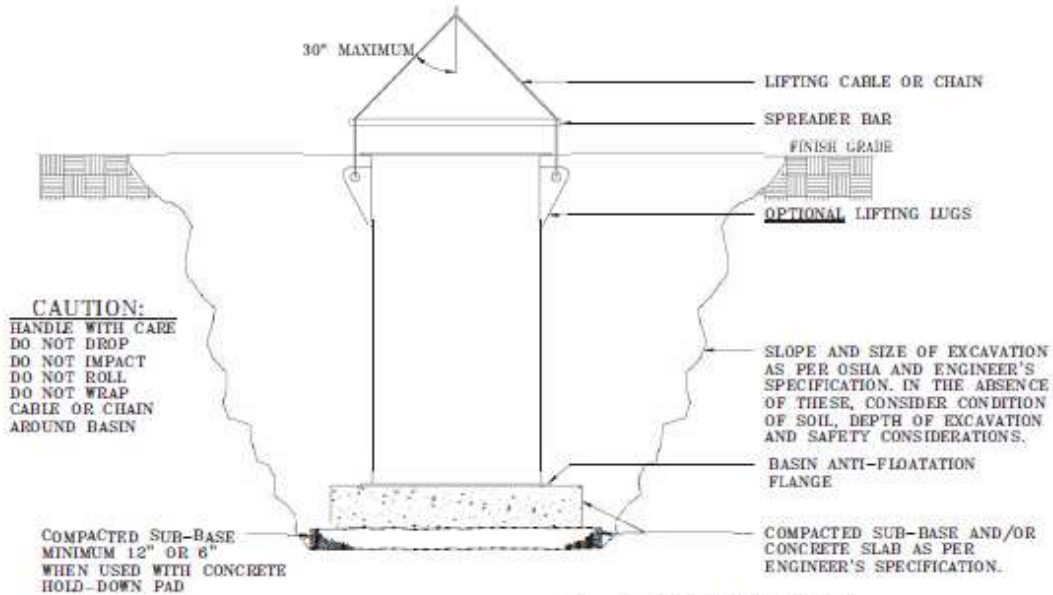 30° MAXIMUM
LIFTING CABLE OR CHAIN
SPREADER BAR
FINISH GRADE
OPTIONAL LIFTING LUGS
CAUTION:
HANDLE WITH CARE
DO NOT DROP
DO NOT IMPACT
DO NOT ROLL
DO NOT WRAP
CABLE OR CHAIN
AROUND BASIN
SLOPE AND SIZE OF EXCAVATION
AS PER OSHA AND ENGINEER'S
SPECIFICATION. IN THE ABSENCE
OF THESE, CONSIDER CONDITION
OF SOIL, DEPTH OF EXCAVATION
AND SAFETY CONSIDERATIONS.
BASIN ANTI-FLOATATION
FLANGE
COMPACTED SUB-BASE
MINIMUM 12" OR 6"
WHEN USED WITH CONCRETE
HOLD-DOWN PAD
COMPACTED SUB-BASE AND/OR
CONCRETE SLAB AS PER
ENGINEER'S SPECIFICATION.